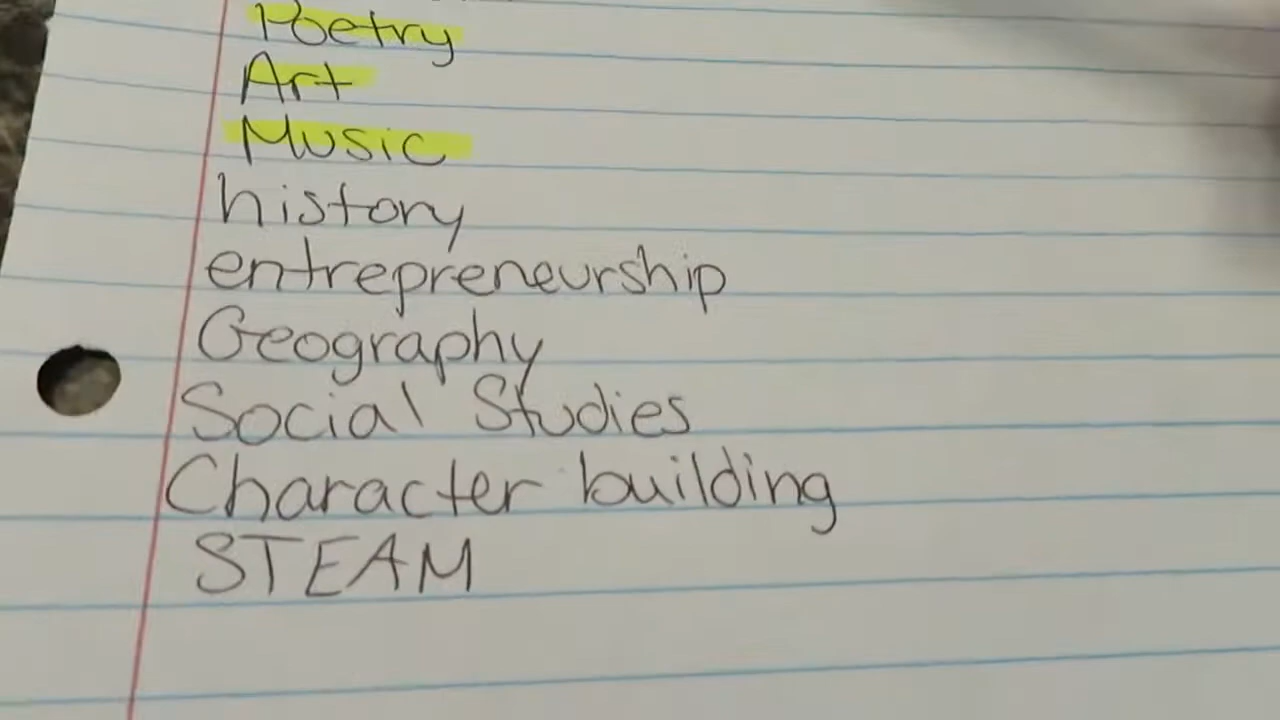 Poetry
Art
Music
history
entrepreneurship
Geography
Social Studies
Character building
STEAM